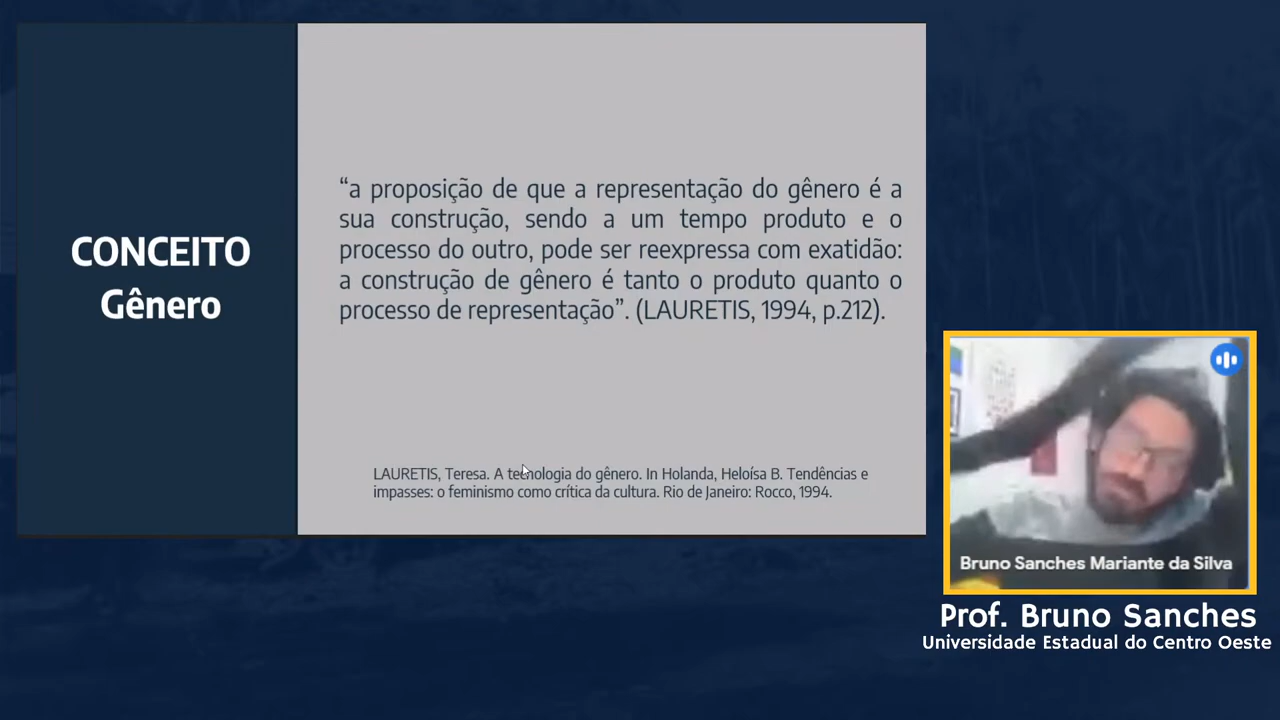 CONCEITO
Gênero
“a proposição de que a representação do gênero é a
sua construção, sendo a um tempo produto e o
processo do outro, pode ser reexpressa com exatidão:
a construção de gênero é tanto o produto quanto o
processo de representação”. (LAURETIS, 1994, p.212).
LAURETIS, Teresa. A tecnologia do gênero. In Holanda, Heloísa B. Tendências e
impasses: o feminismo como crítica da cultura. Rio de Janeiro: Rocco, 1994.
Bruno Sanches Mariante da Silva
Prof. Bruno Sanches
Universidade Estadual do Centro Oeste